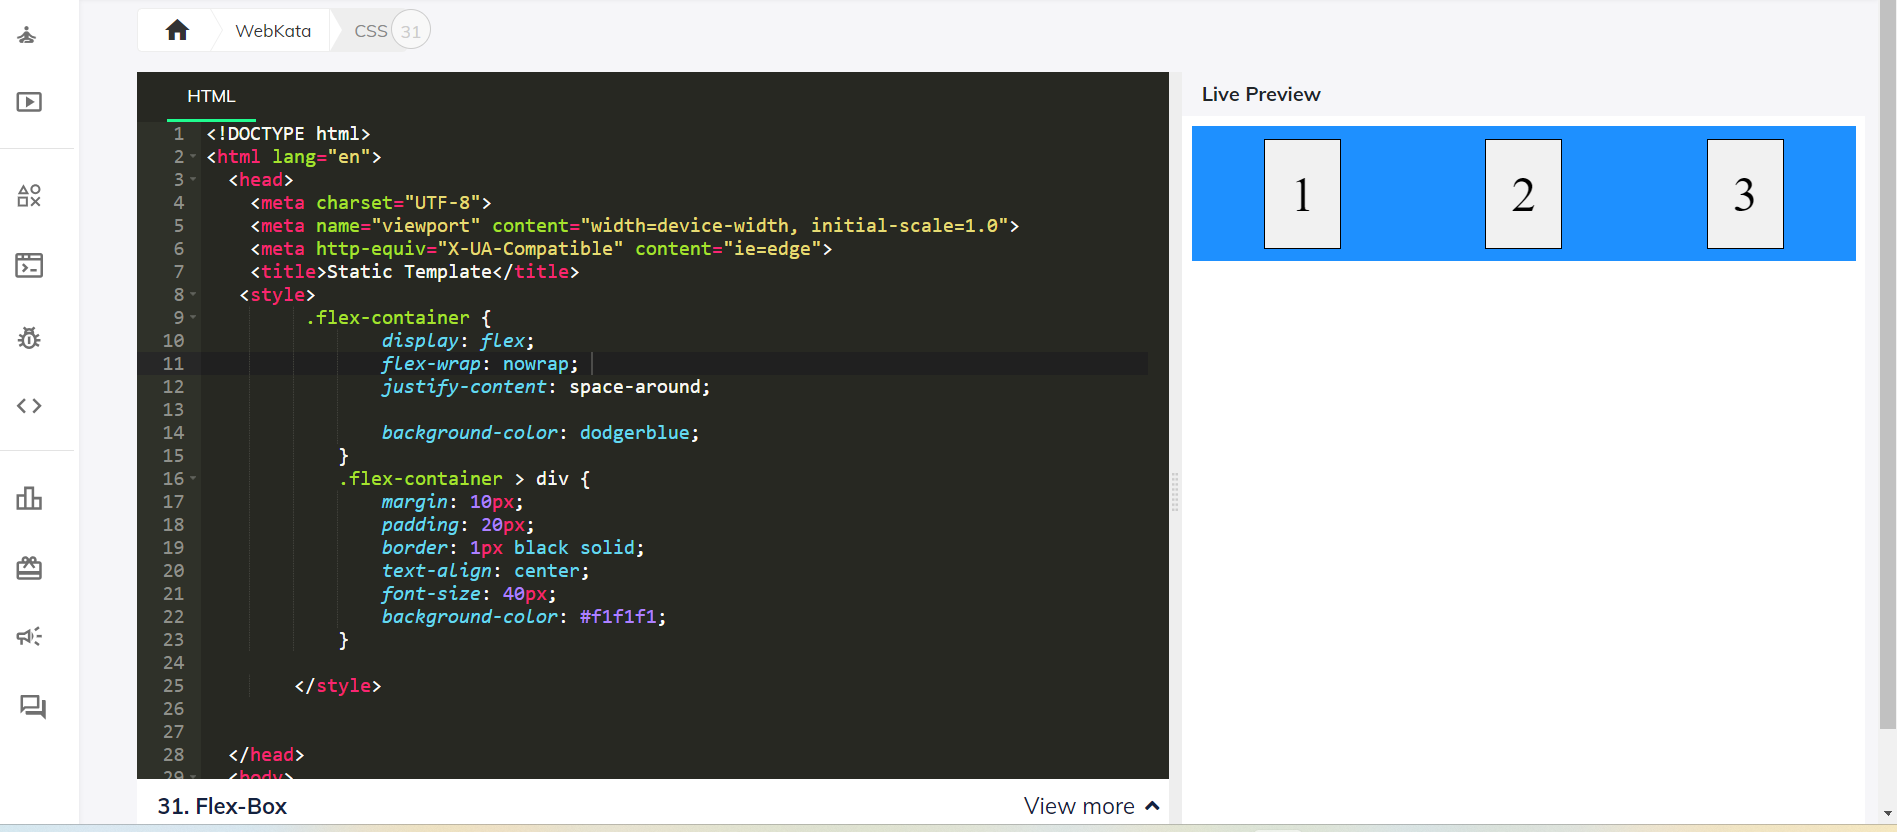 WebKata CSS 31
HTML
1 <!DOCTYPE html>
2 <html lang="en">
3 <head>
4 <meta charset="UTF-8">
5 <meta name="viewport" content="width=device-width, initial-scale=1.0">
6 <meta http-equiv="X-UA-Compatible" content="ie=edge">
7 <title>Static Template</title>
8 <style>
9 .flex-container {
10 display: flex;
11 flex-wrap: nowrap;
12 justify-content: space-around;
13
14 background-color: dodgerblue;
15 }
16 .flex-container > div {
17 margin: 10px;
18 padding: 20px;
19 border: 1px black solid;
20 text-align: center;
21 font-size: 40px;
22 background-color: #f1f1f1;
23 }
24
25 </style>
26
27
28 </head>
29 <body>
31. Flex-Box
View more
Live Preview
1 2 3